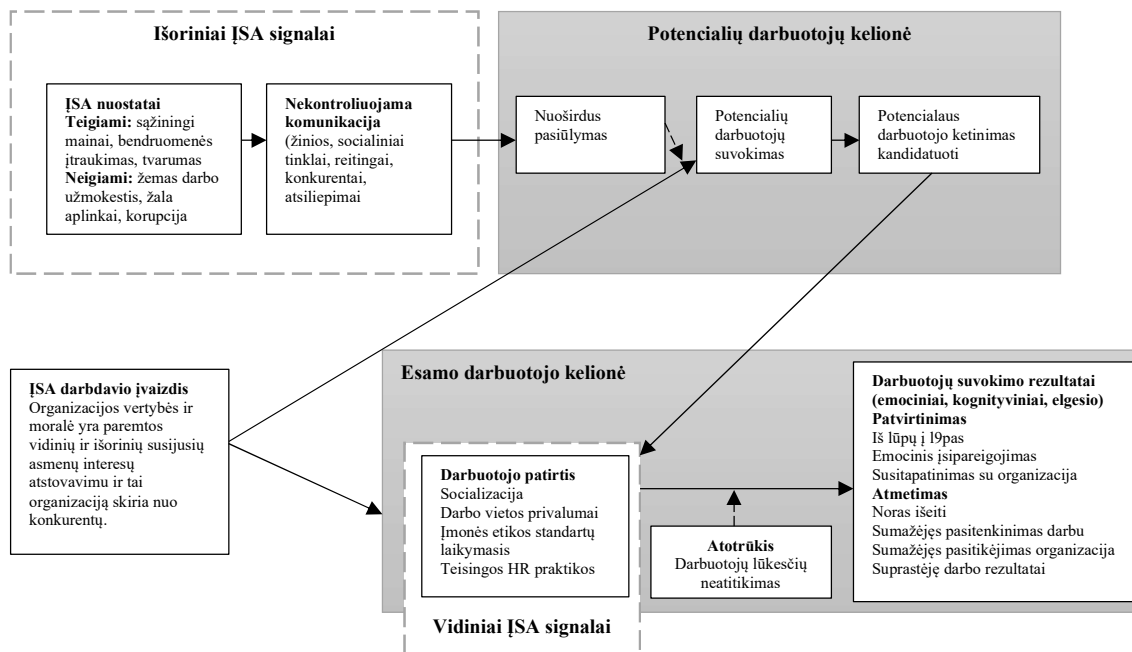 Išoriniai ĮSA signalai
ĮSA nuostatai
Teigiami: sąžiningi
mainai, bendruomenės
įtraukimas, tvarumas
Neigiami: žemas darbo
užmokestis, žala
aplinkai, korupcija
Nekontroliuojama
komunikacija
(žinios, socialiniai
tinklai, reitingai,
konkurentai,
atsiliepimai
Potencialių darbuotojų kelionė
Nuoširdus
pasiūlymas
Potencialių
darbuotojų
suvokimas
Potencialaus
darbuotojo ketinimas
kandidatuoti
ĮSA darbdavio įvaizdis
Organizacijos vertybės ir
moralė yra paremtos
vidinių ir išorinių susijusių
asmenų interesų
atstovavimu ir tai
organizaciją skiria nuo
konkurentų.
Esamo darbuotojo kelionė
Darbuotojo patirtis
Socializacija
Darbo vietos privalumai
Įmonės etikos standartų
laikymasis
Teisingos HR praktikos
Vidiniai ĮSA signalai
Atotrūkis
Darbuotojų lūkesčių
neatitikimas
Darbuotojų suvokimo rezultatai
(emociniai, kognityviniai, elgesio)
Patvirtinimas
Iš lūpų į l9pas
Emocinis įsipareigojimas
Susitapatinimas su organizacija
Atmetimas
Noras išeiti
Sumažėjęs pasitenkinimas darbu
Sumažėjęs pasitikėjimas organizacija
Suprastėję darbo rezultatai